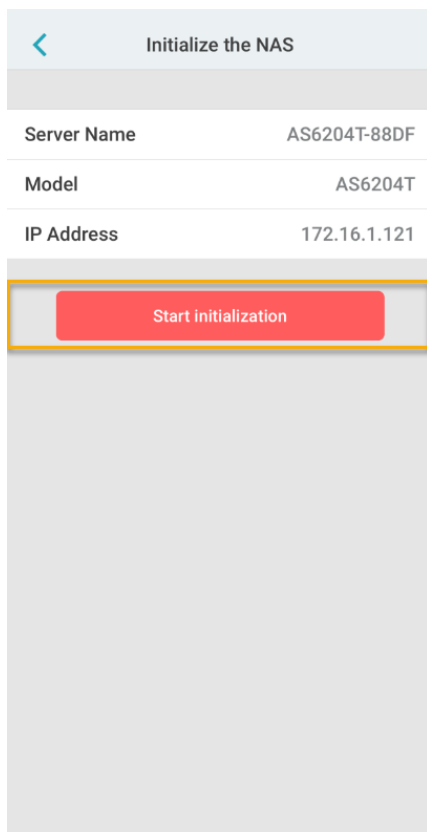 Initialize the NAS
Server Name AS6204T-88DF
Model AS6204T
IP Address 172.16.1.121
Start initialization